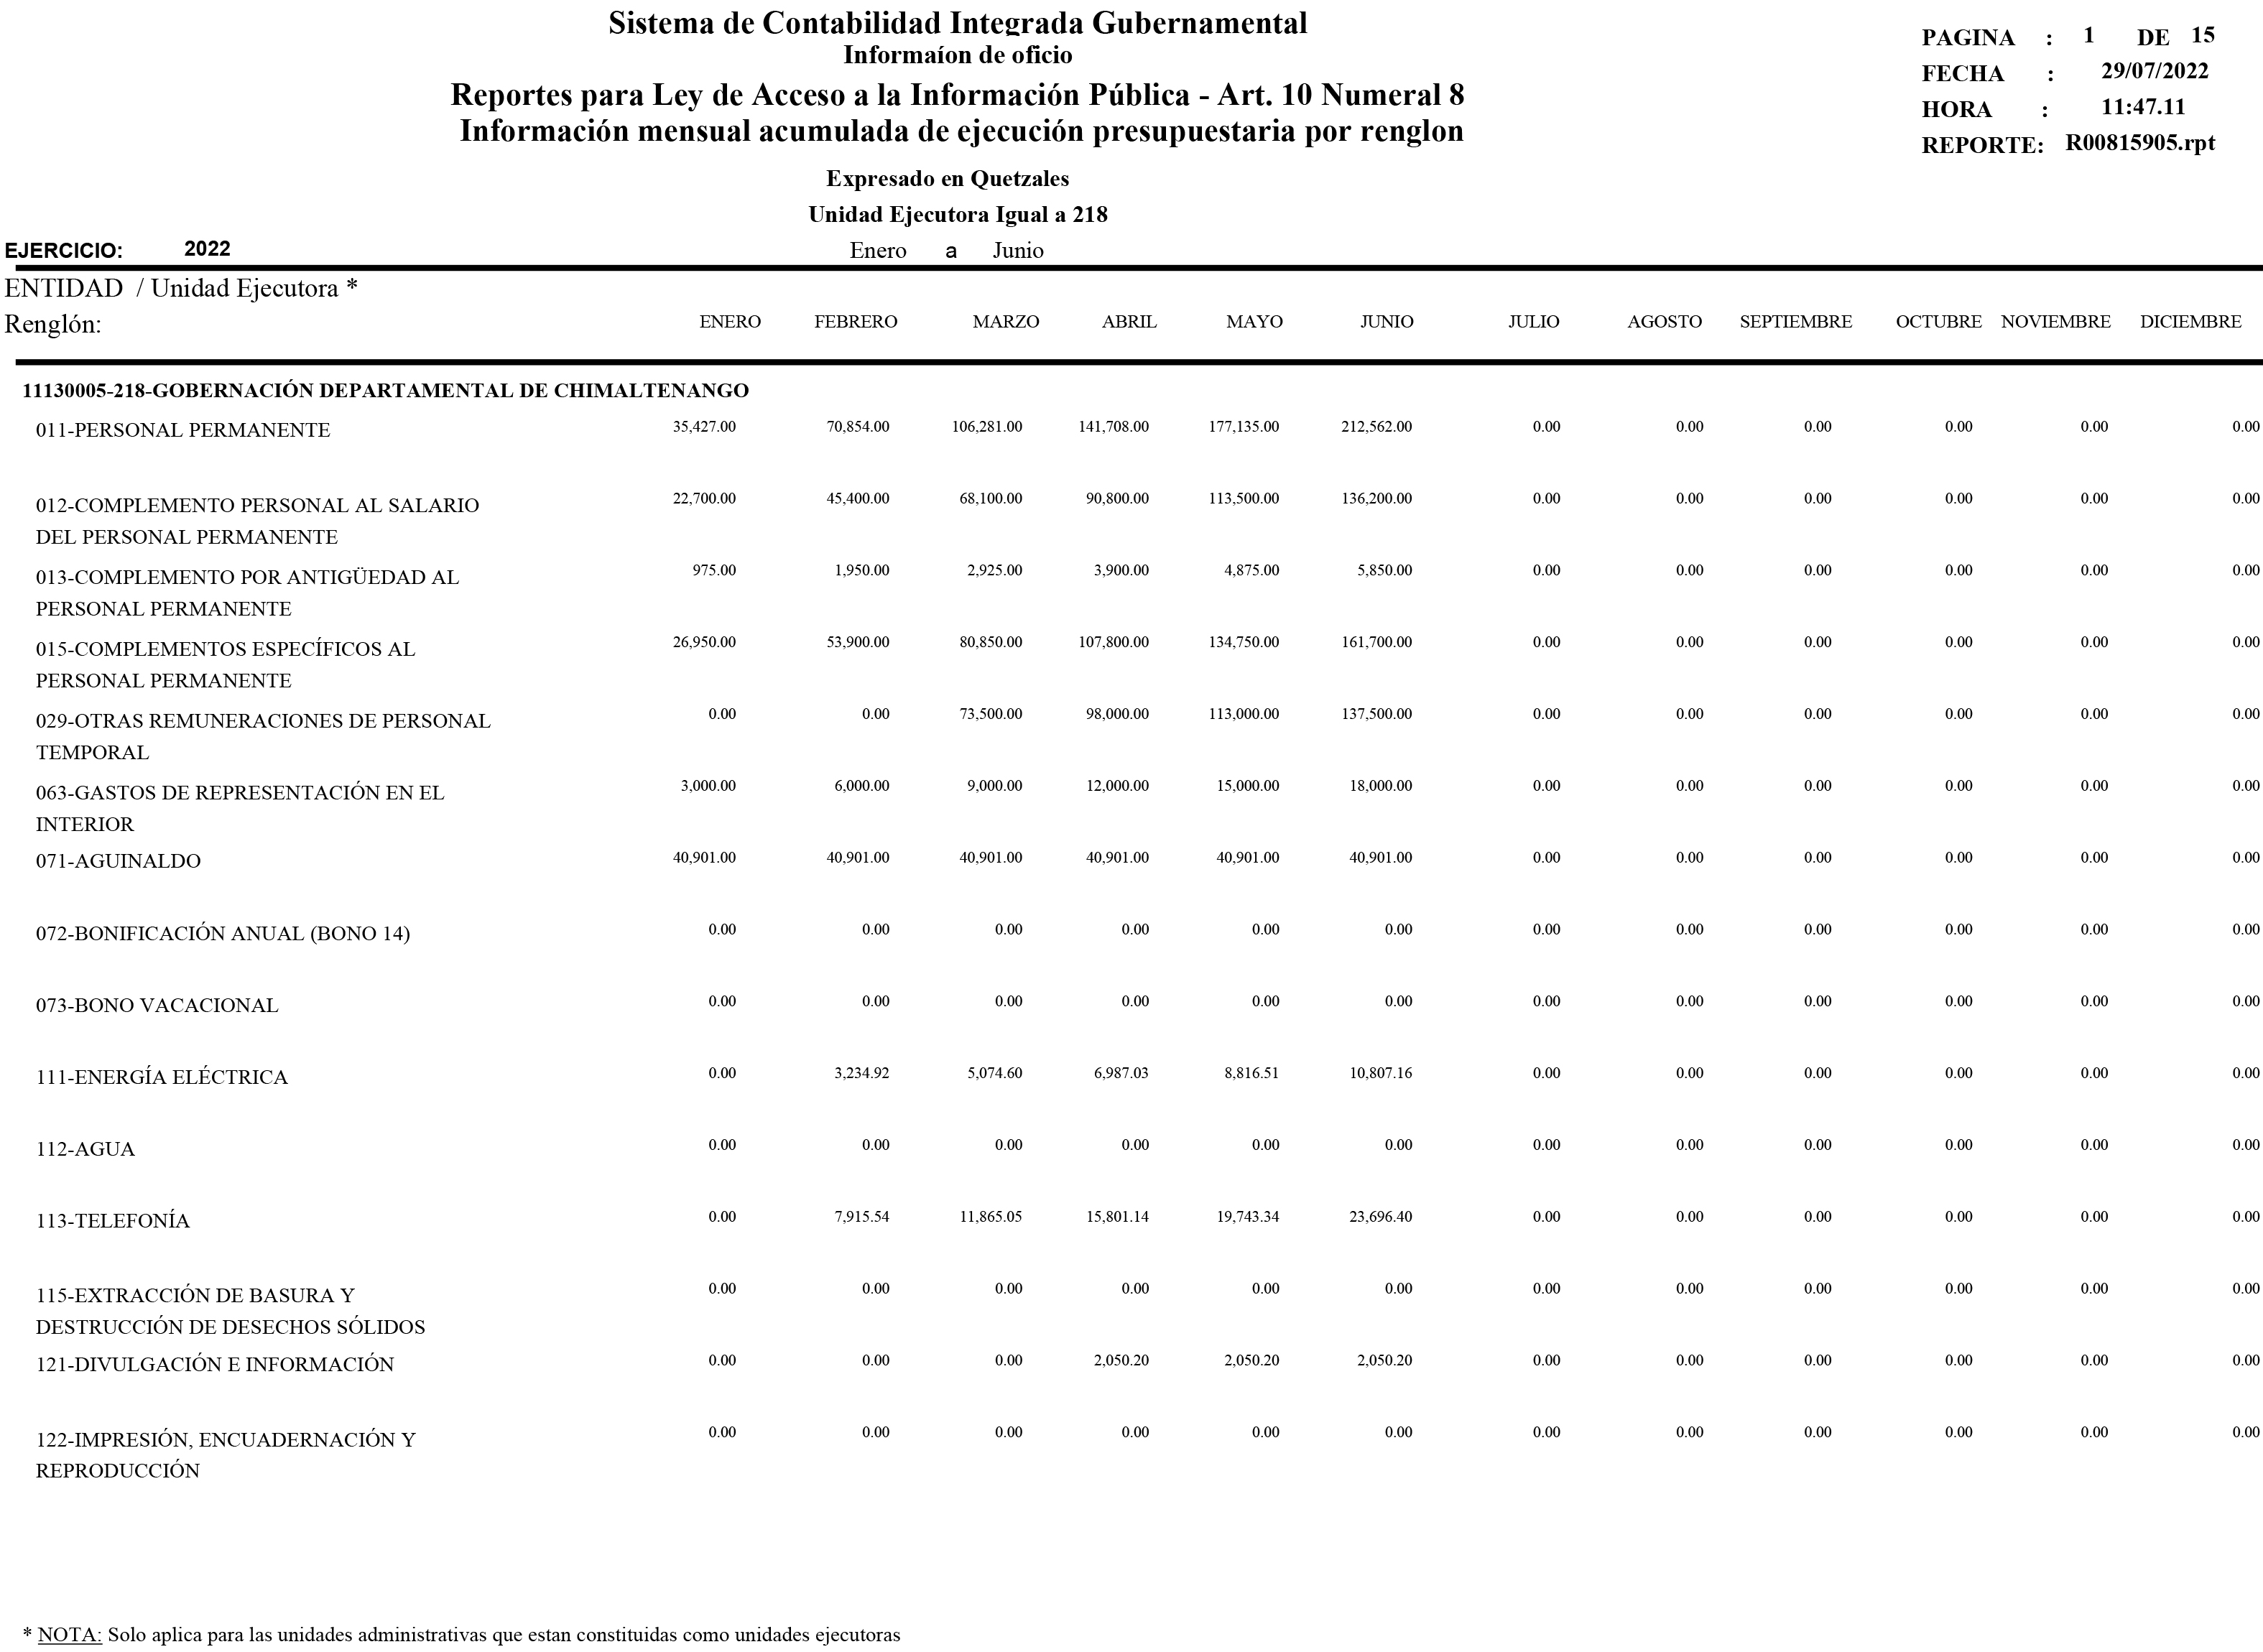 Sistema de Contabilidad Integrada Gubernamental
Informaíon de oficio
Reportes para Ley de Acceso a la Información Pública - Art. 10 Numeral 8
Información mensual acumulada de ejecución presupuestaria por renglon
Expresado en Quetzales
Unidad Ejecutora Igual a 218
PAGINA : 1 DE 15
FECHA : 29/07/2022
HORA : 11:47.11
REPORTE: R00815905.rpt
EJERCICIO: 2022 Enero a Junio
ENTIDAD / Unidad Ejecutora *
Renglón: ENERO FEBRERO MARZO ABRIL MAYO JUNIO JULIO AGOSTO SEPTIEMBRE OCTUBRE NOVIEMBRE DICIEMBRE
11130005-218-GOBERNACIÓN DEPARTAMENTAL DE CHIMALTENANGO
011-PERSONAL PERMANENTE 35,427.00 70,854.00 106,281.00 141,708.00 177,135.00 212,562.00 0.00 0.00 0.00 0.00 0.00 0.00
012-COMPLEMENTO PERSONAL AL SALARIO 22,700.00 45,400.00 68,100.00 90,800.00 113,500.00 136,200.00 0.00 0.00 0.00 0.00 0.00 0.00
DEL PERSONAL PERMANENTE
013-COMPLEMENTO POR ANTIGÜEDAD AL 975.00 1,950.00 2,925.00 3,900.00 4,875.00 5,850.00 0.00 0.00 0.00 0.00 0.00 0.00
PERSONAL PERMANENTE
015-COMPLEMENTOS ESPECÍFICOS AL 26,950.00 53,900.00 80,850.00 107,800.00 134,750.00 161,700.00 0.00 0.00 0.00 0.00 0.00 0.00
PERSONAL PERMANENTE
029-OTRAS REMUNERACIONES DE PERSONAL 0.00 0.00 73,500.00 98,000.00 113,000.00 137,500.00 0.00 0.00 0.00 0.00 0.00 0.00
TEMPORAL
063-GASTOS DE REPRESENTACIÓN EN EL 3,000.00 6,000.00 9,000.00 12,000.00 15,000.00 18,000.00 0.00 0.00 0.00 0.00 0.00 0.00
INTERIOR
071-AGUINALDO 40,901.00 40,901.00 40,901.00 40,901.00 40,901.00 40,901.00 0.00 0.00 0.00 0.00 0.00 0.00
072-BONIFICACIÓN ANUAL (BONO 14) 0.00 0.00 0.00 0.00 0.00 0.00 0.00 0.00 0.00 0.00 0.00 0.00
073-BONO VACACIONAL 0.00 0.00 0.00 0.00 0.00 0.00 0.00 0.00 0.00 0.00 0.00 0.00
111-ENERGÍA ELÉCTRICA 0.00 3,234.92 5,074.60 6,987.03 8,816.51 10,807.16 0.00 0.00 0.00 0.00 0.00 0.00
112-AGUA 0.00 0.00 0.00 0.00 0.00 0.00 0.00 0.00 0.00 0.00 0.00 0.00
113-TELEFONÍA 0.00 7,915.54 11,865.05 15,801.14 19,743.34 23,696.40 0.00 0.00 0.00 0.00 0.00 0.00
115-EXTRACCIÓN DE BASURA Y 0.00 0.00 0.00 0.00 0.00 0.00 0.00 0.00 0.00 0.00 0.00 0.00
DESTRUCCIÓN DE DESECHOS SÓLIDOS
121-DIVULGACIÓN E INFORMACIÓN 0.00 0.00 0.00 2,050.20 2,050.20 2,050.20 0.00 0.00 0.00 0.00 0.00 0.00
122-IMPRESIÓN, ENCUADERNACIÓN Y 0.00 0.00 0.00 0.00 0.00 0.00 0.00 0.00 0.00 0.00 0.00 0.00
REPRODUCCIÓN
* NOTA: Solo aplica para las unidades administrativas que estan constituidas como unidades ejecutoras